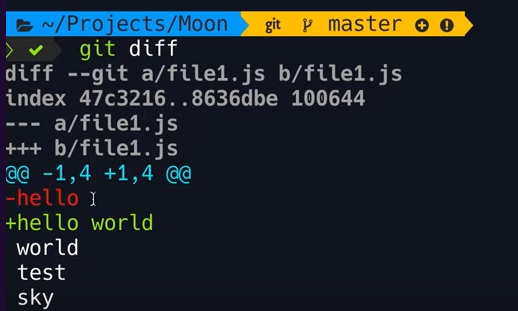 ~/Projects/Moon git master
git diff
diff --git a/file1.js b/file1.js
index 47c3216..8636dbe 100644
--- a/file1.js
+++ b/file1.js
@@ -1,4 +1,4 @@
-hello
+hello world
world
test
sky